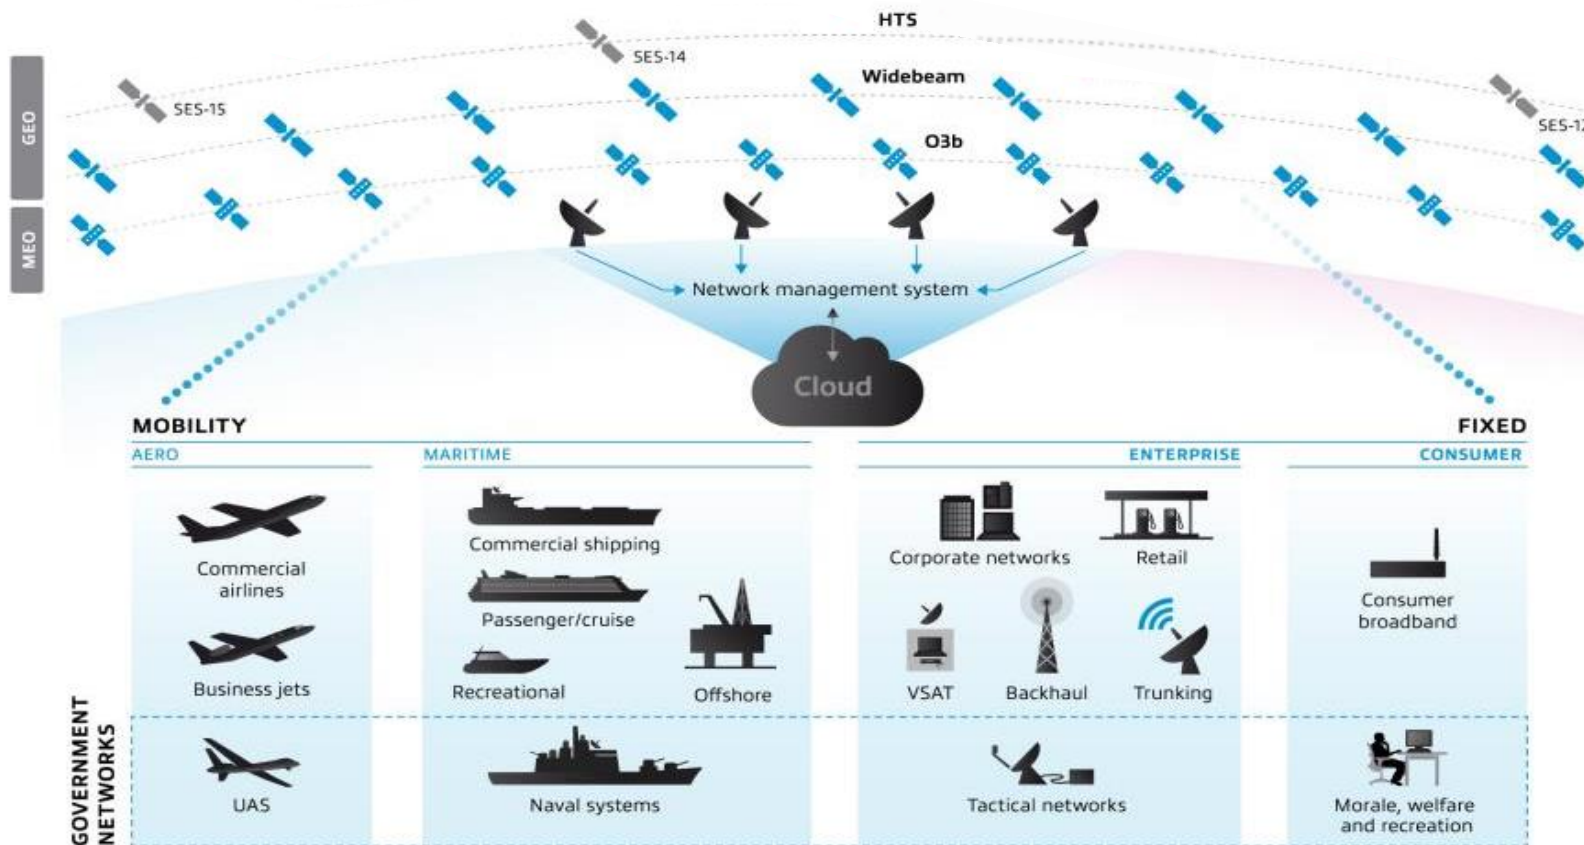 HTS
SES-14
Widebeam
SES-15
GEO
SES-12
O3b
MEO
Network management system
Cloud
MOBILITY
FIXED
AERO
MARITIME
ENTERPRISE
CONSUMER
Commercial shipping
Corporate networks
Retail
Commercial
airlines
Passenger/cruise
Consumer
broadband
Business jets
Recreational
Offshore
VSAT
Backhaul
Trunking
GOVERNMENT
NETWORKS
UAS
Naval systems
Tactical networks
Morale, welfare
and recreation